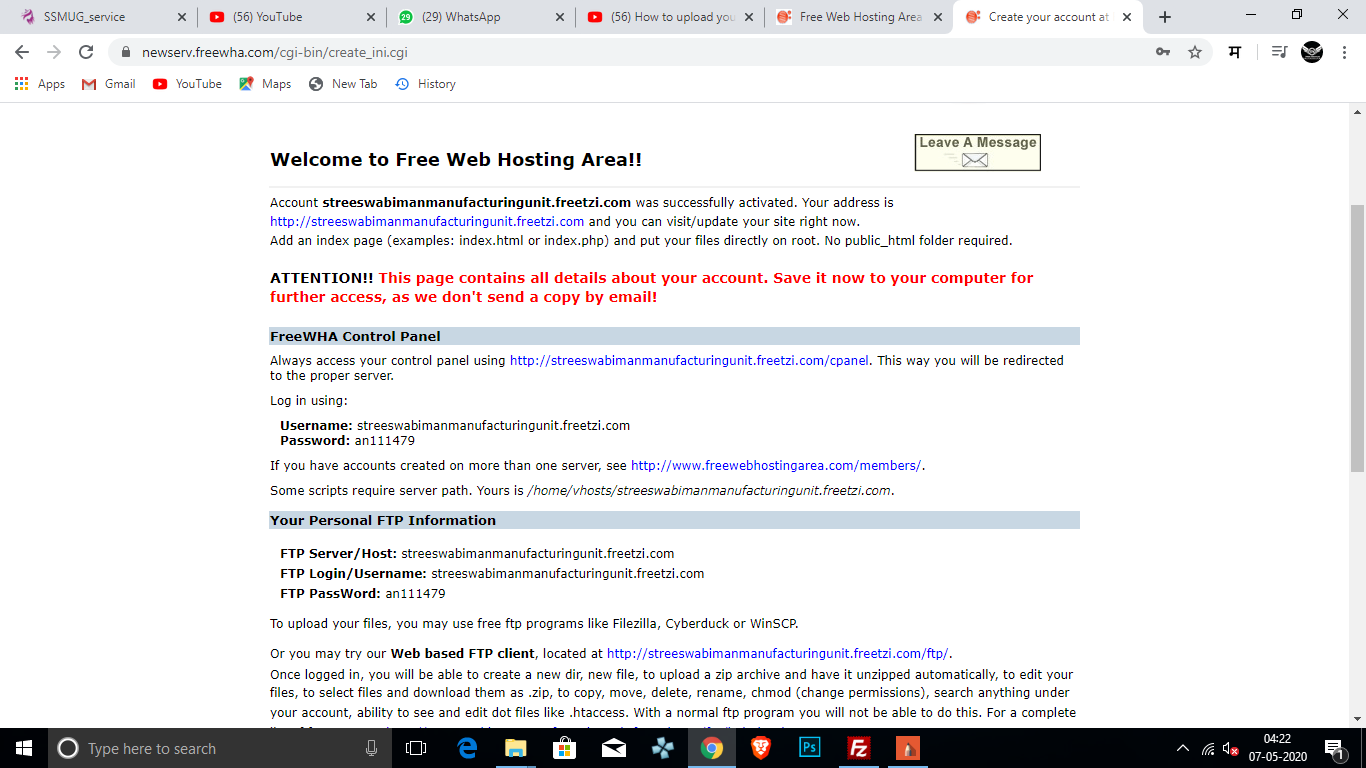 SSMUG_service
(56) YouTube
(29) WhatsApp
(56) How to upload you
Free Web Hosting Area
Create your account at
newserv.freewha.com/cgi-bin/create_ini.cgi
म
Apps
Gmail
YouTube
Maps
New Tab
History
Welcome to Free Web Hosting Area!!
Leave A Message
Account streeswabimanmanufacturingunit.freetzi.com was successfully activated. Your address is
http://streeswabimanmanufacturingunit.freetzi.com and you can visit/update your site right now.
Add an index page (examples: index.html or index.php) and put your files directly on root. No public_html folder required.
ATTENTION!! This page contains all details about your account. Save it now to your computer for
further access, as we don't send a copy by email!
FreeWHA Control Panel
Always access your control panel using http://streeswabimanmanufacturingunit.freetzi.com/cpanel. This way you will be redirected
to the proper server.
Log in using:
Username: streeswabimanmanufacturingunit.freetzi.com
Password: an111479
If you have accounts created on more than one server, see http://www.freewebhostingarea.com/members/.
Some scripts require server path. Yours is /home/vhosts/streeswabimanmanufacturingunit.freetzi.com.
Your Personal FTP Information
FTP Server/Host: streeswabimanmanufacturingunit.freetzi.com
FTP Login/Username: streeswabimanmanufacturingunit.freetzi.com
FTP PassWord: an111479
To upload your files, you may use free ftp programs like Filezilla, Cyberduck or WinSCP.
Or you may try our Web based FTP client, located at http://streeswabimanmanufacturingunit.freetzi.com/ftp/.
Once logged in, you will be able to create a new dir, new file, to upload a zip archive and have it unzipped automatically, to edit your
files, to select files and download them as .zip, to copy, move, delete, rename, chmod (change permissions), search anything under
your account, ability to see and edit dot files like .htaccess. With a normal ftp program you will not be able to do this. For a complete
Type here to search
Ps
Fz
04:22
07-05-2020
1